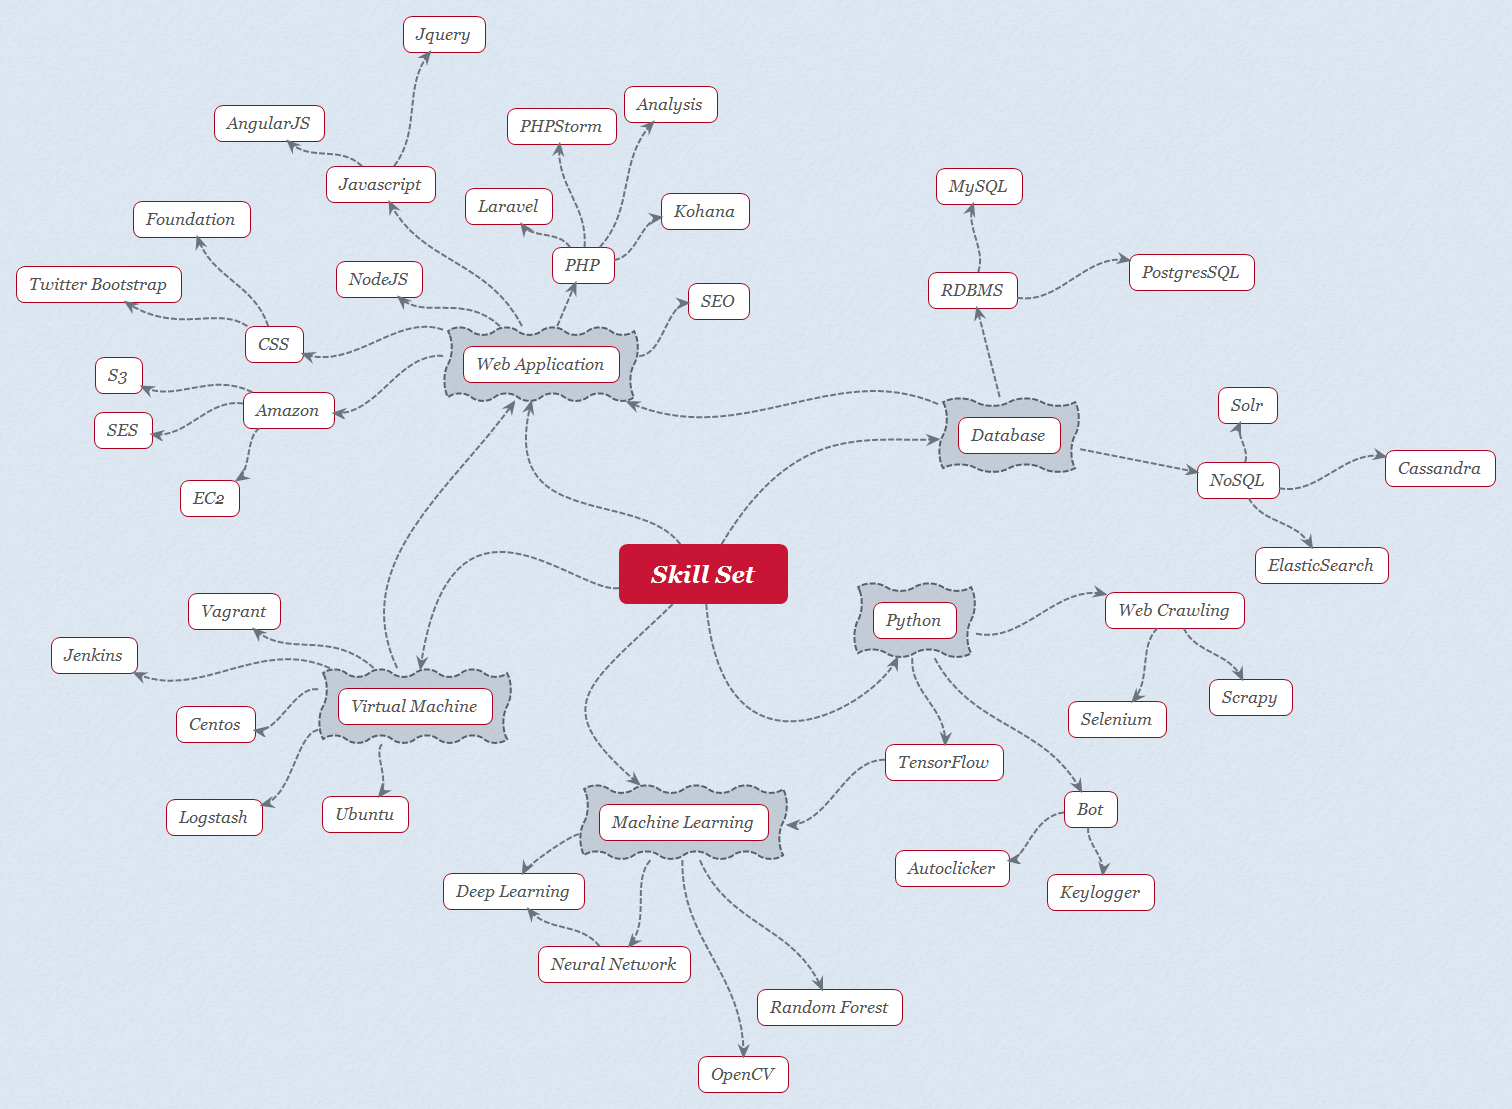 Jquery
Analysis
AngularJS
PHPStorm
Javascript
MySQL
Laravel
Kohana
Foundation
PHP
PostgresSQL
NodeJS
Twitter Bootstrap
RDBMS
SEO
CSS
Web Application
S3
Amazon
Solr
SES
Database
Cassandra
NoSQL
EC2
ElasticSearch
Skill Set
Vagrant
Web Crawling
Python
Jenkins
Scrapy
Virtual Machine
Selenium
Centos
TensorFlow
Bot
Ubuntu
Logstash
Machine Learning
Autoclicker
Deep Learning
Keylogger
Neural Network
Random Forest
OpenCV